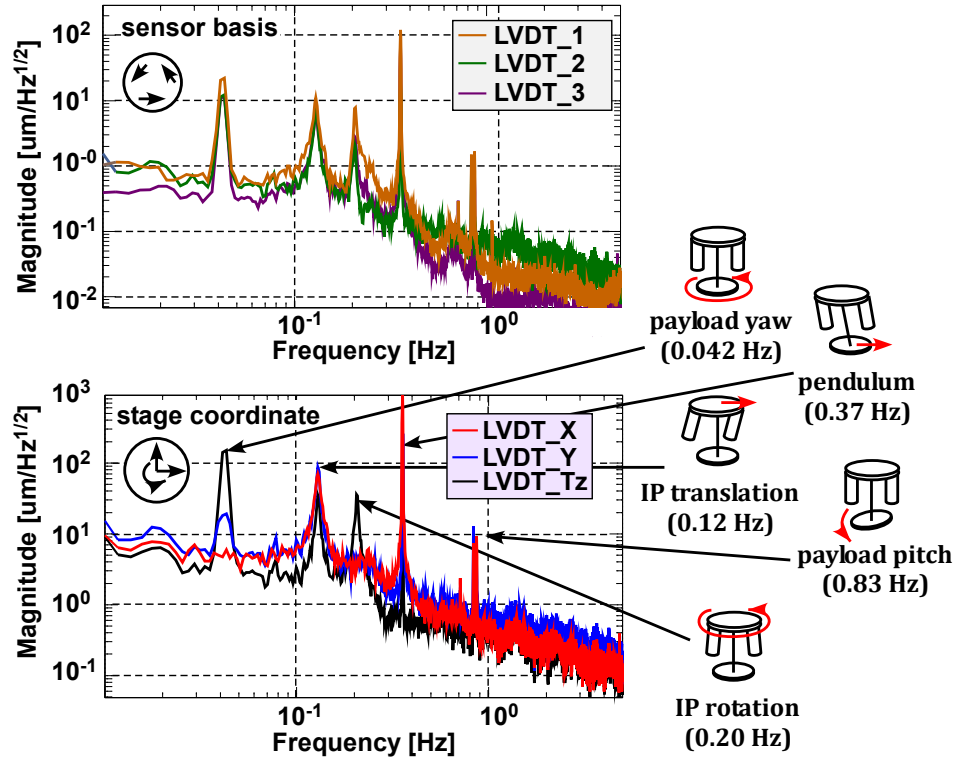 sensor basis
LVDT_1
LVDT_2
LVDT_3
10^2
10^1
10^-0
10^-1
10^-2
Magnitude [um/Hz^1/2]
10^-1
10^0
Frequency [Hz]
stage coordinate
LVDT_X
LVDT_Y
LVDT_Tz
10^3
10^2
10^1
10^0
10^-1
Magnitude [um/Hz^1/2]
10^-1
10^0
Frequency [Hz]
payload yaw
(0.042 Hz)
pendulum
(0.37 Hz)
IP translation
(0.12 Hz)
payload pitch
(0.83 Hz)
IP rotation
(0.20 Hz)